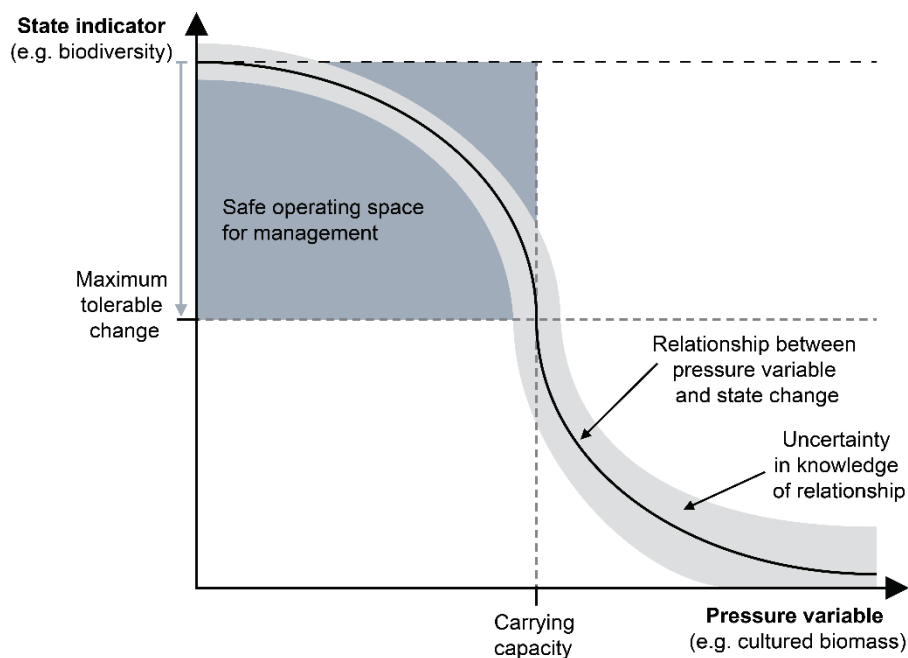 State indicator
(e.g. biodiversity)
Safe operating space
for management
Maximum
tolerable
change
Relationship between
pressure variable
and state change
Uncertainty
in knowledge
of relationship
Carrying
capacity
Pressure variable
(e.g. cultured biomass)